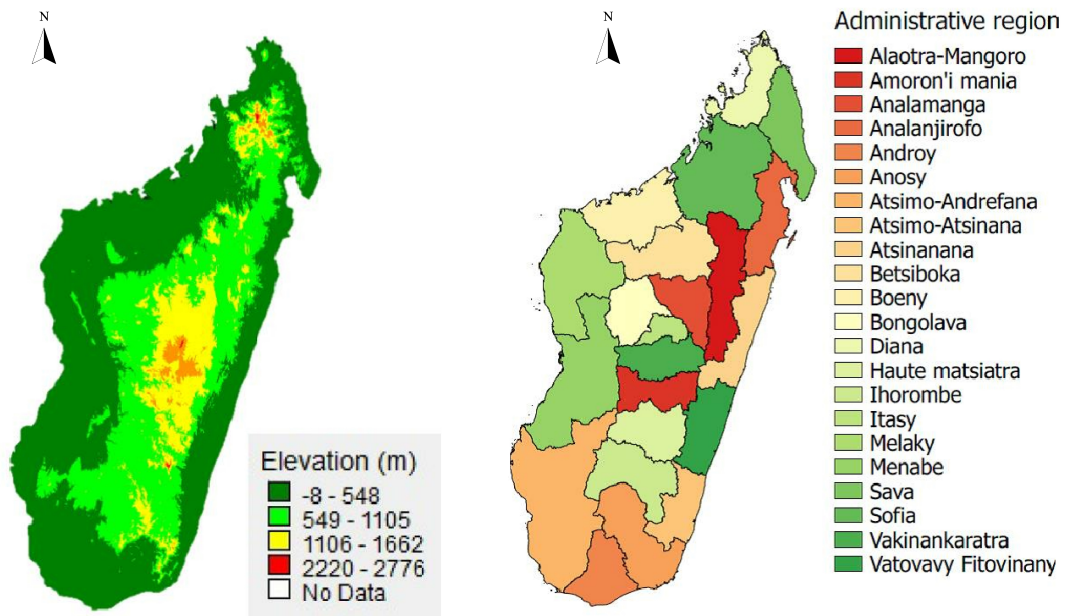 N
Elevation (m)
-8 - 548
549 - 1105
1106 - 1662
2220 - 2776
No Data
N
Administrative region
Alaotra-Mangoro
Amoron'i mania
Analamanga
Analanjirofo
Androy
Anosy
Atsimo-Andrefana
Atsimo-Atsinana
Atsinanana
Betsiboka
Boeny
Bongolava
Diana
Haute matsiatra
Ihorombe
Itasy
Melaky
Menabe
Sava
Sofia
Vakinankaratra
Vatovavy Fitovinany